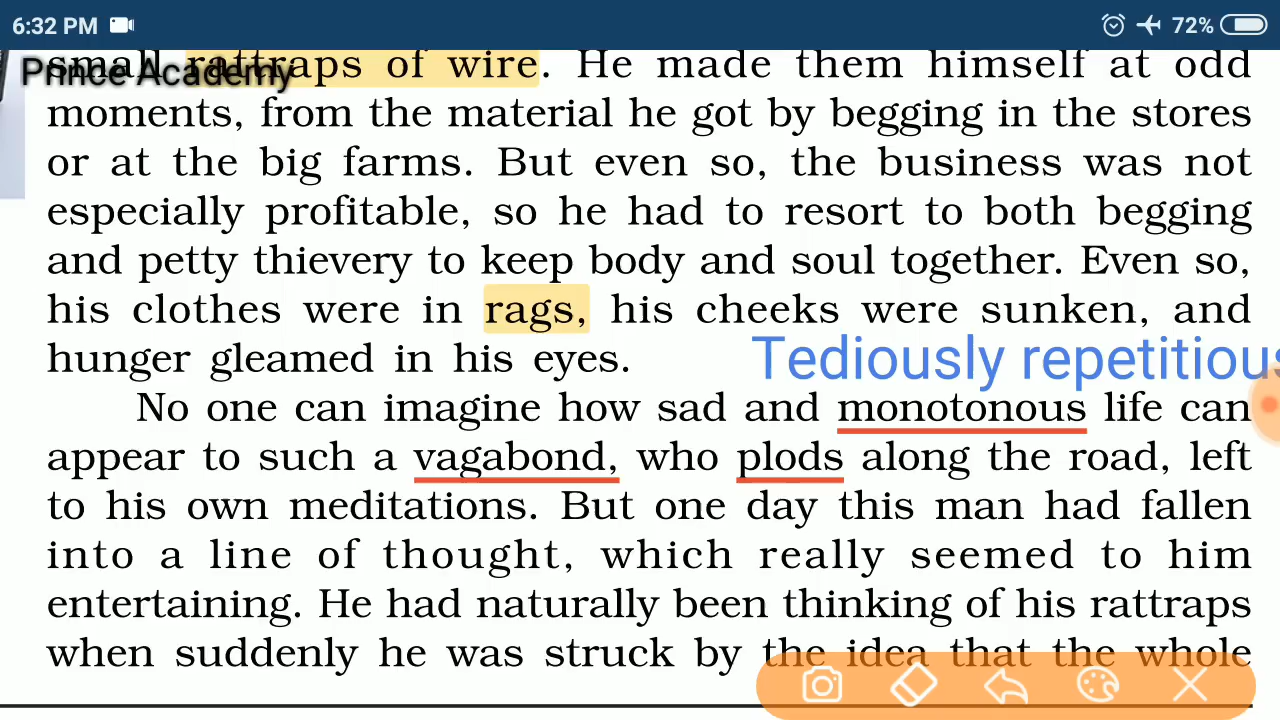 6:32 PM 72%
small rattraps of wire. He made them himself at odd
Prince Academy
moments, from the material he got by begging in the stores
or at the big farms. But even so, the business was not
especially profitable, so he had to resort to both begging
and petty thievery to keep body and soul together. Even so,
his clothes were in rags, his cheeks were sunken, and
hunger gleamed in his eyes.
Tediously repetitious
No one can imagine how sad and monotonous life can
appear to such a vagabond, who plods along the road, left
to his own meditations. But one day this man had fallen
into a line of thought, which really seemed to him
entertaining. He had naturally been thinking of his rattraps
when suddenly he was struck by the idea that the whole